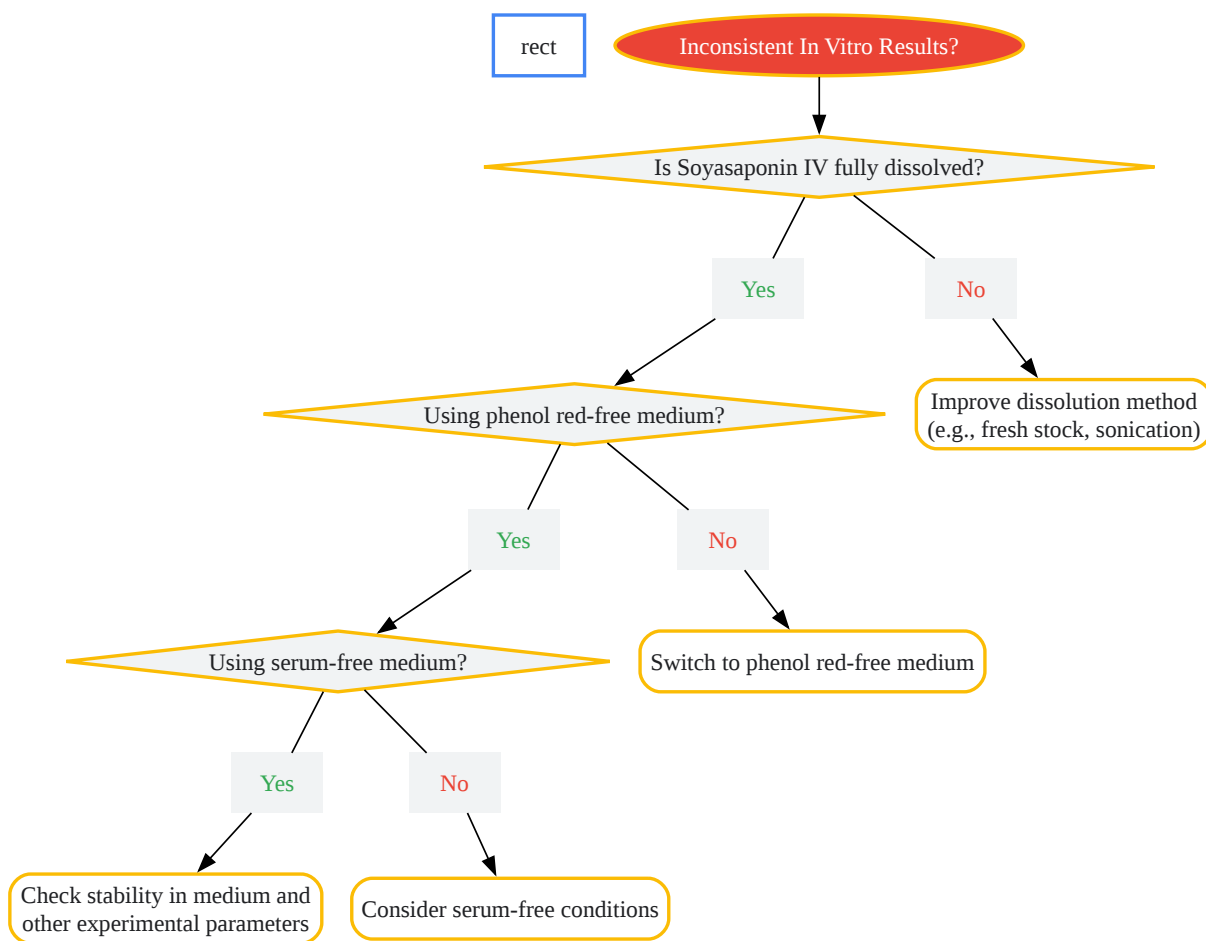 rect
Inconsistent In Vitro Results?
Is Soyasaponin IV fully dissolved?
Yes
No
Improve dissolution method
(e.g., fresh stock, sonication)
Using phenol red-free medium?
Yes
No
Switch to phenol red-free medium
Using serum-free medium?
Yes
No
Check stability in medium and
other experimental parameters
Consider serum-free conditions